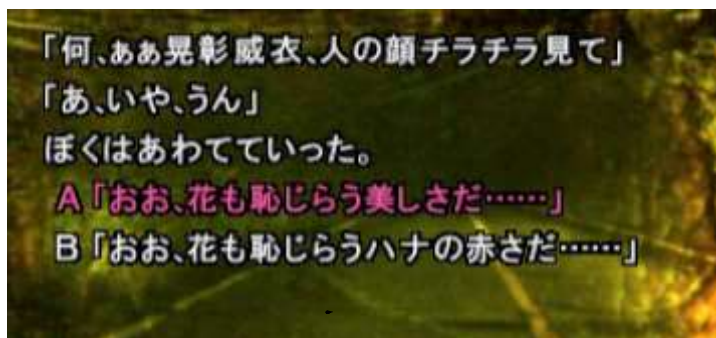 「何、ぁぁ晃彰威衣、人の顔チラチラ見て」
「あ、いや、うん」
ぼくはあわてていった。
A「おお、花も恥じらう美しさだ……」
B「おお、花も恥じらうハナの赤さだ……」